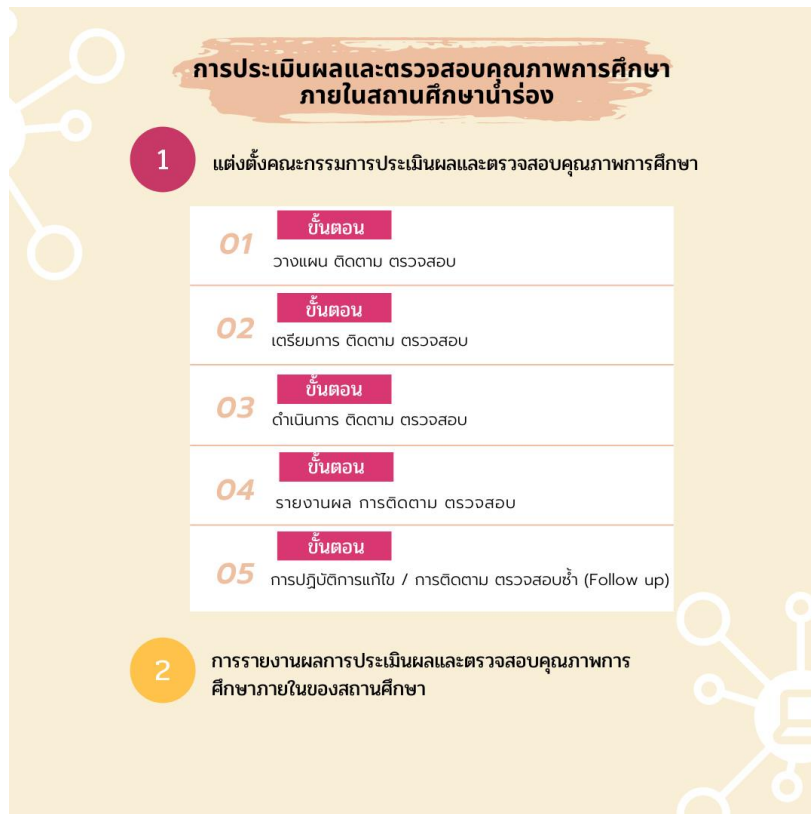 การประเมินผลและตรวจสอบคุณภาพการศึกษา
ภายในสถานศึกษานำร่อง
1
แต่งตั้งคณะกรรมการประเมินผลและตรวจสอบคุณภาพการศึกษา
ขั้นตอน
01
วางแผน ติดตาม ตรวจสอบ
ขั้นตอน
02
เตรียมการ ติดตาม ตรวจสอบ
ขั้นตอน
03
ดำเนินการ ติดตาม ตรวจสอบ
ขั้นตอน
04
รายงานผล การติดตาม ตรวจสอบ
ขั้นตอน
05
การปฏิบัติการแก้ไข / การติดตาม ตรวจสอบซ้ำ (Follow up)
2
การรายงานผลการประเมินผลและตรวจสอบคุณภาพการ
ศึกษาภายในของสถานศึกษา